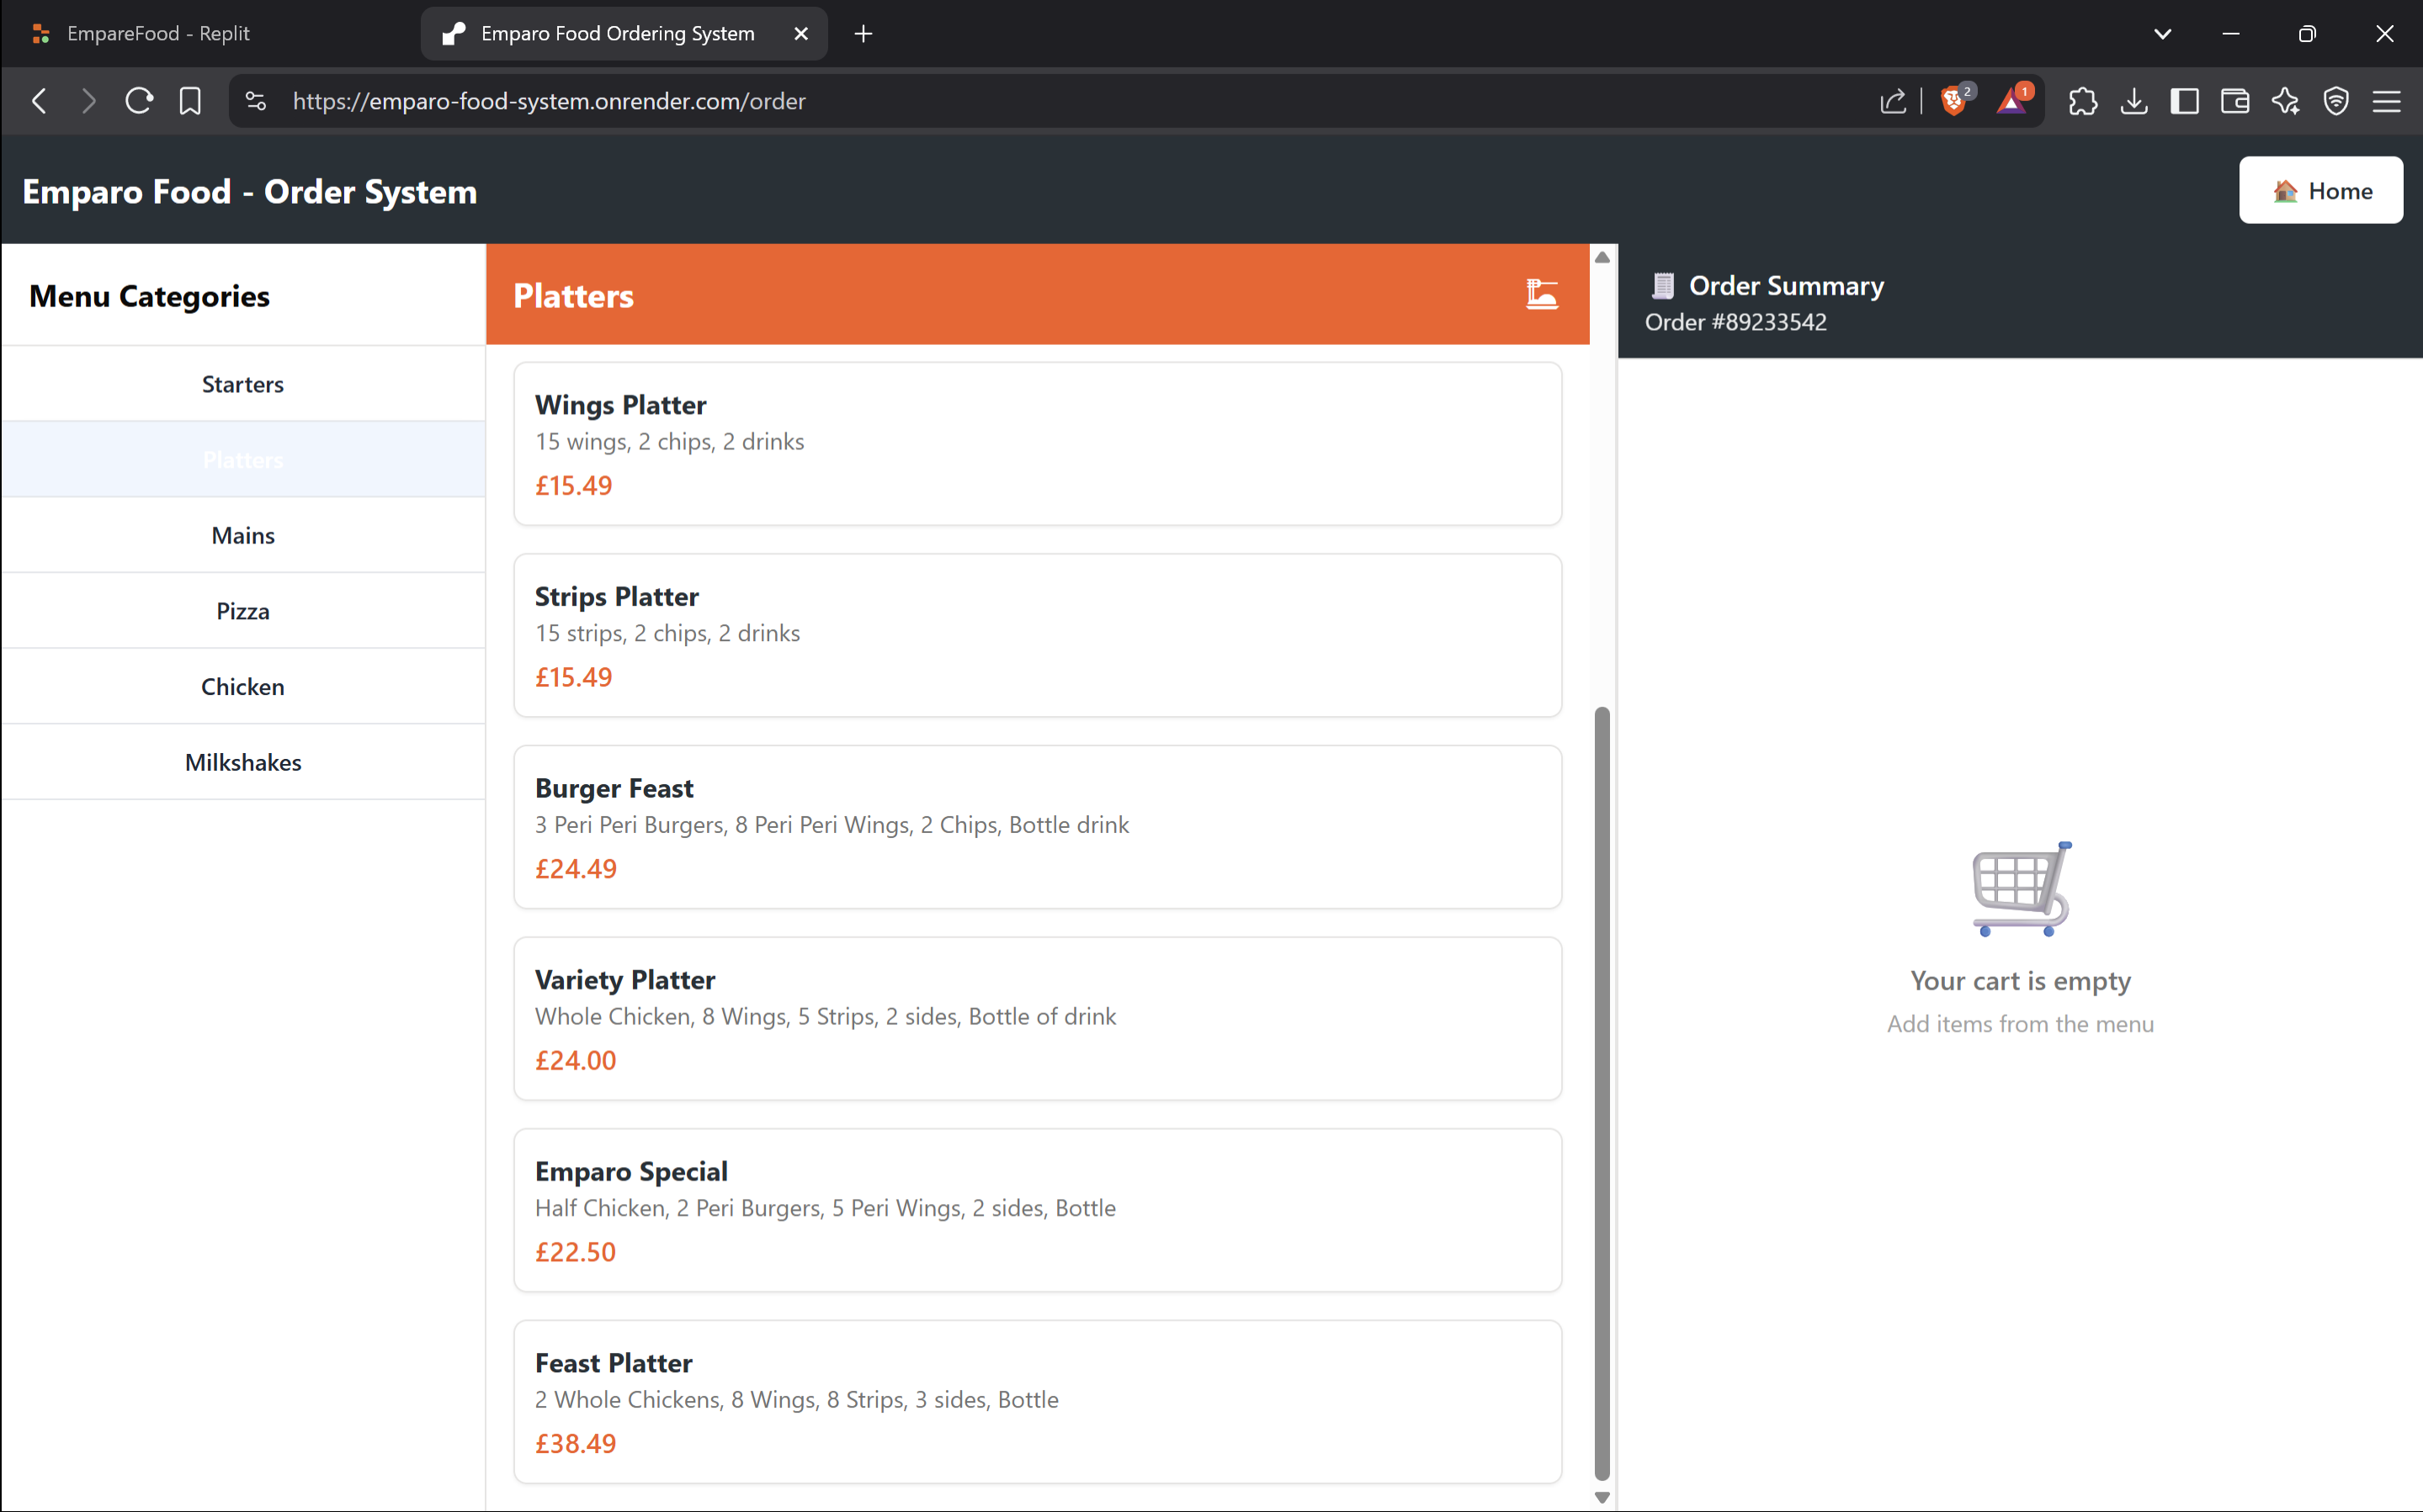 EmpareFood - Replit
Emparo Food Ordering System
https://emparo-food-system.onrender.com/order
2
1
Emparo Food - Order System
Home
Menu Categories
Starters
Platters
Mains
Pizza
Chicken
Milkshakes
Platters
Wings Platter
15 wings, 2 chips, 2 drinks
£15.49
Strips Platter
15 strips, 2 chips, 2 drinks
£15.49
Burger Feast
3 Peri Peri Burgers, 8 Peri Peri Wings, 2 Chips, Bottle drink
£24.49
Variety Platter
Whole Chicken, 8 Wings, 5 Strips, 2 sides, Bottle of drink
£24.00
Emparo Special
Half Chicken, 2 Peri Burgers, 5 Peri Wings, 2 sides, Bottle
£22.50
Feast Platter
2 Whole Chickens, 8 Wings, 8 Strips, 3 sides, Bottle
£38.49
Order Summary
Order #89233542
Your cart is empty
Add items from the menu